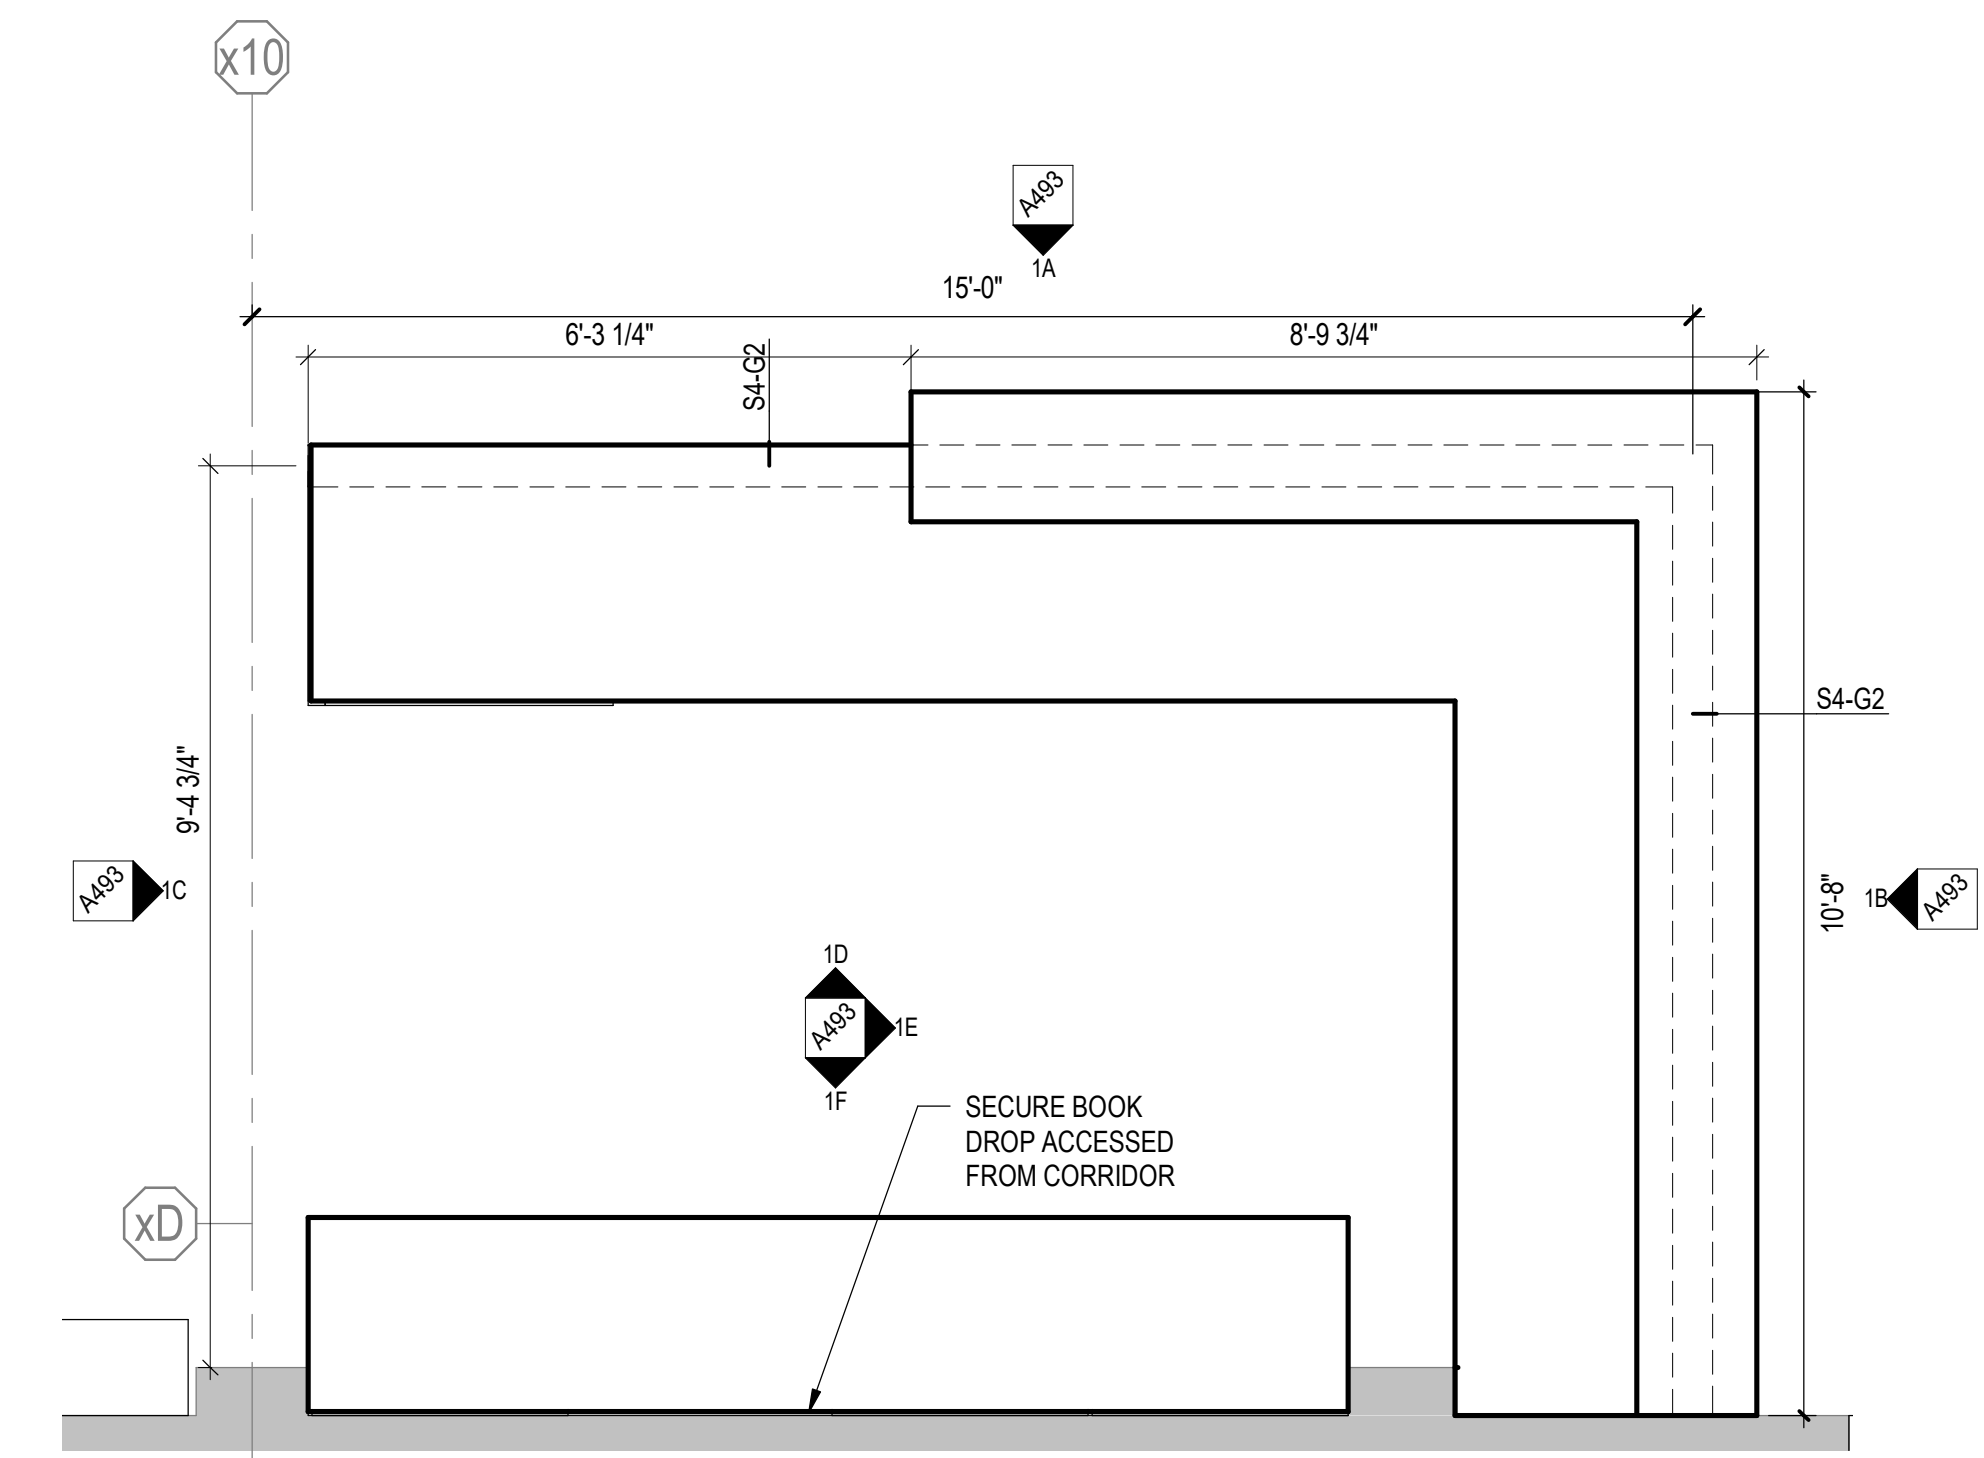 x10
A493
1A
15'-0"
6'-3 1/4"
8'-9 3/4"
S4-G2
S4-G2
9'-4 3/4"
A493
1C
10'-8"
1B
A493
1D
A493
1E
1F
SECURE BOOK
DROP ACCESSED
FROM CORRIDOR
xD